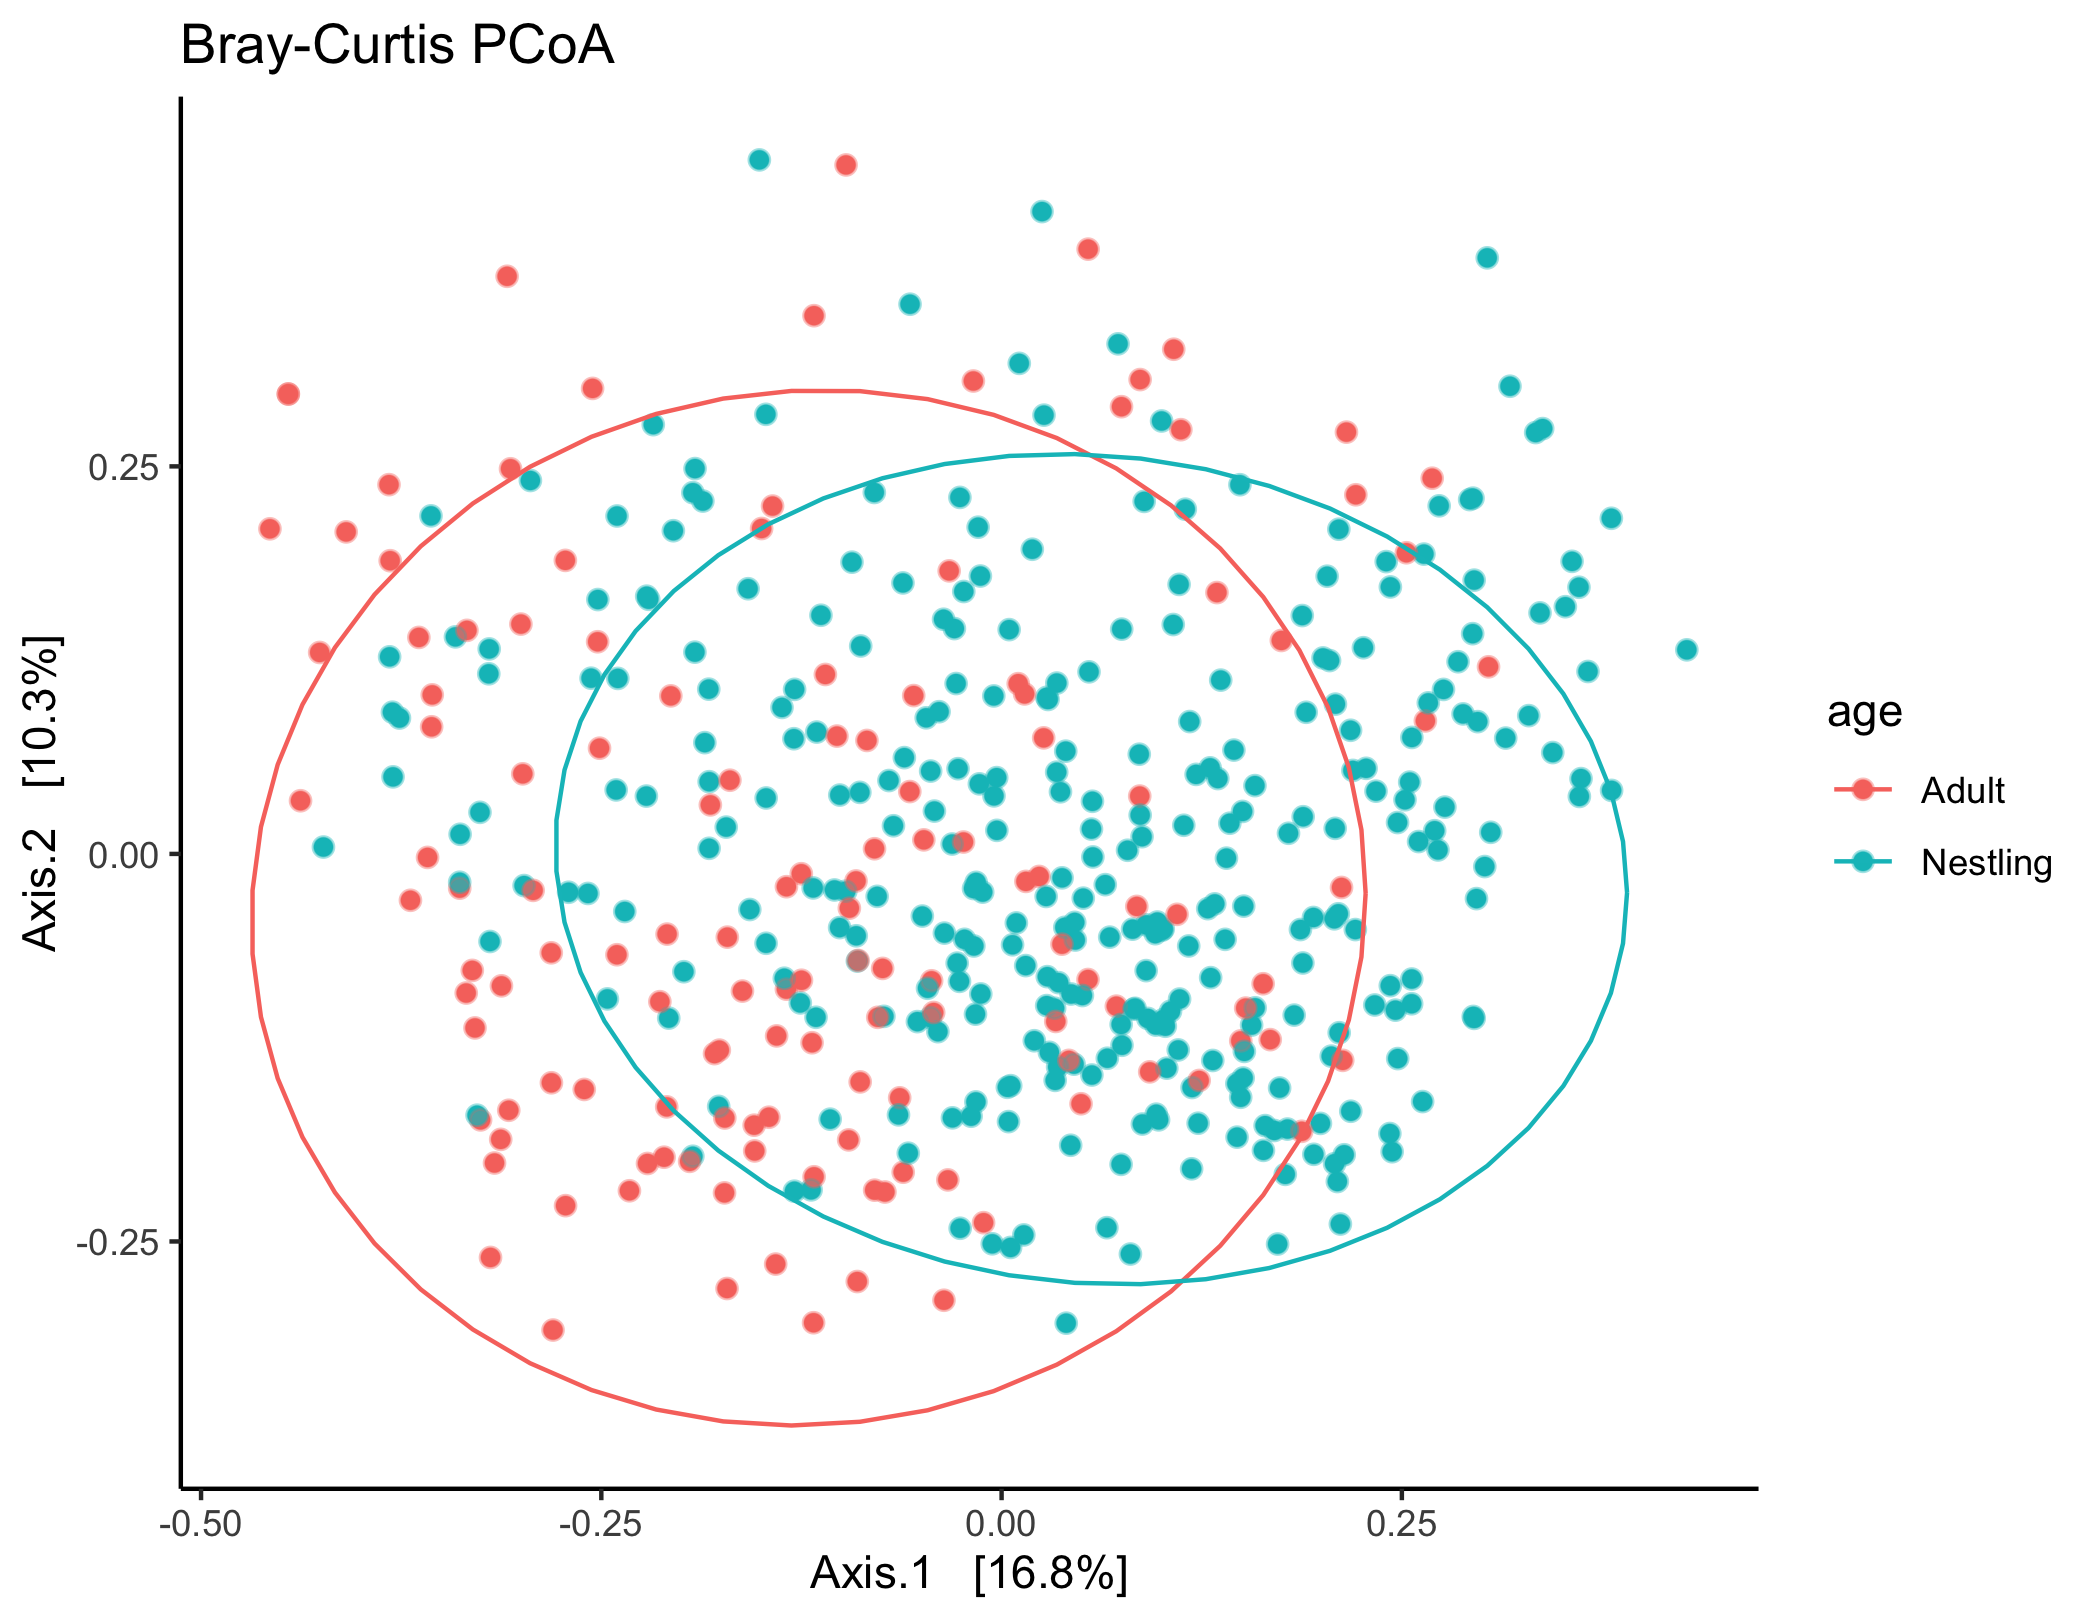 Bray-Curtis PCoA
0.25
0.00
-0.25
Axis.2 [10.3%]
-0.50
-0.25
0.00
0.25
Axis.1 [16.8%]
age
Adult
Nestling